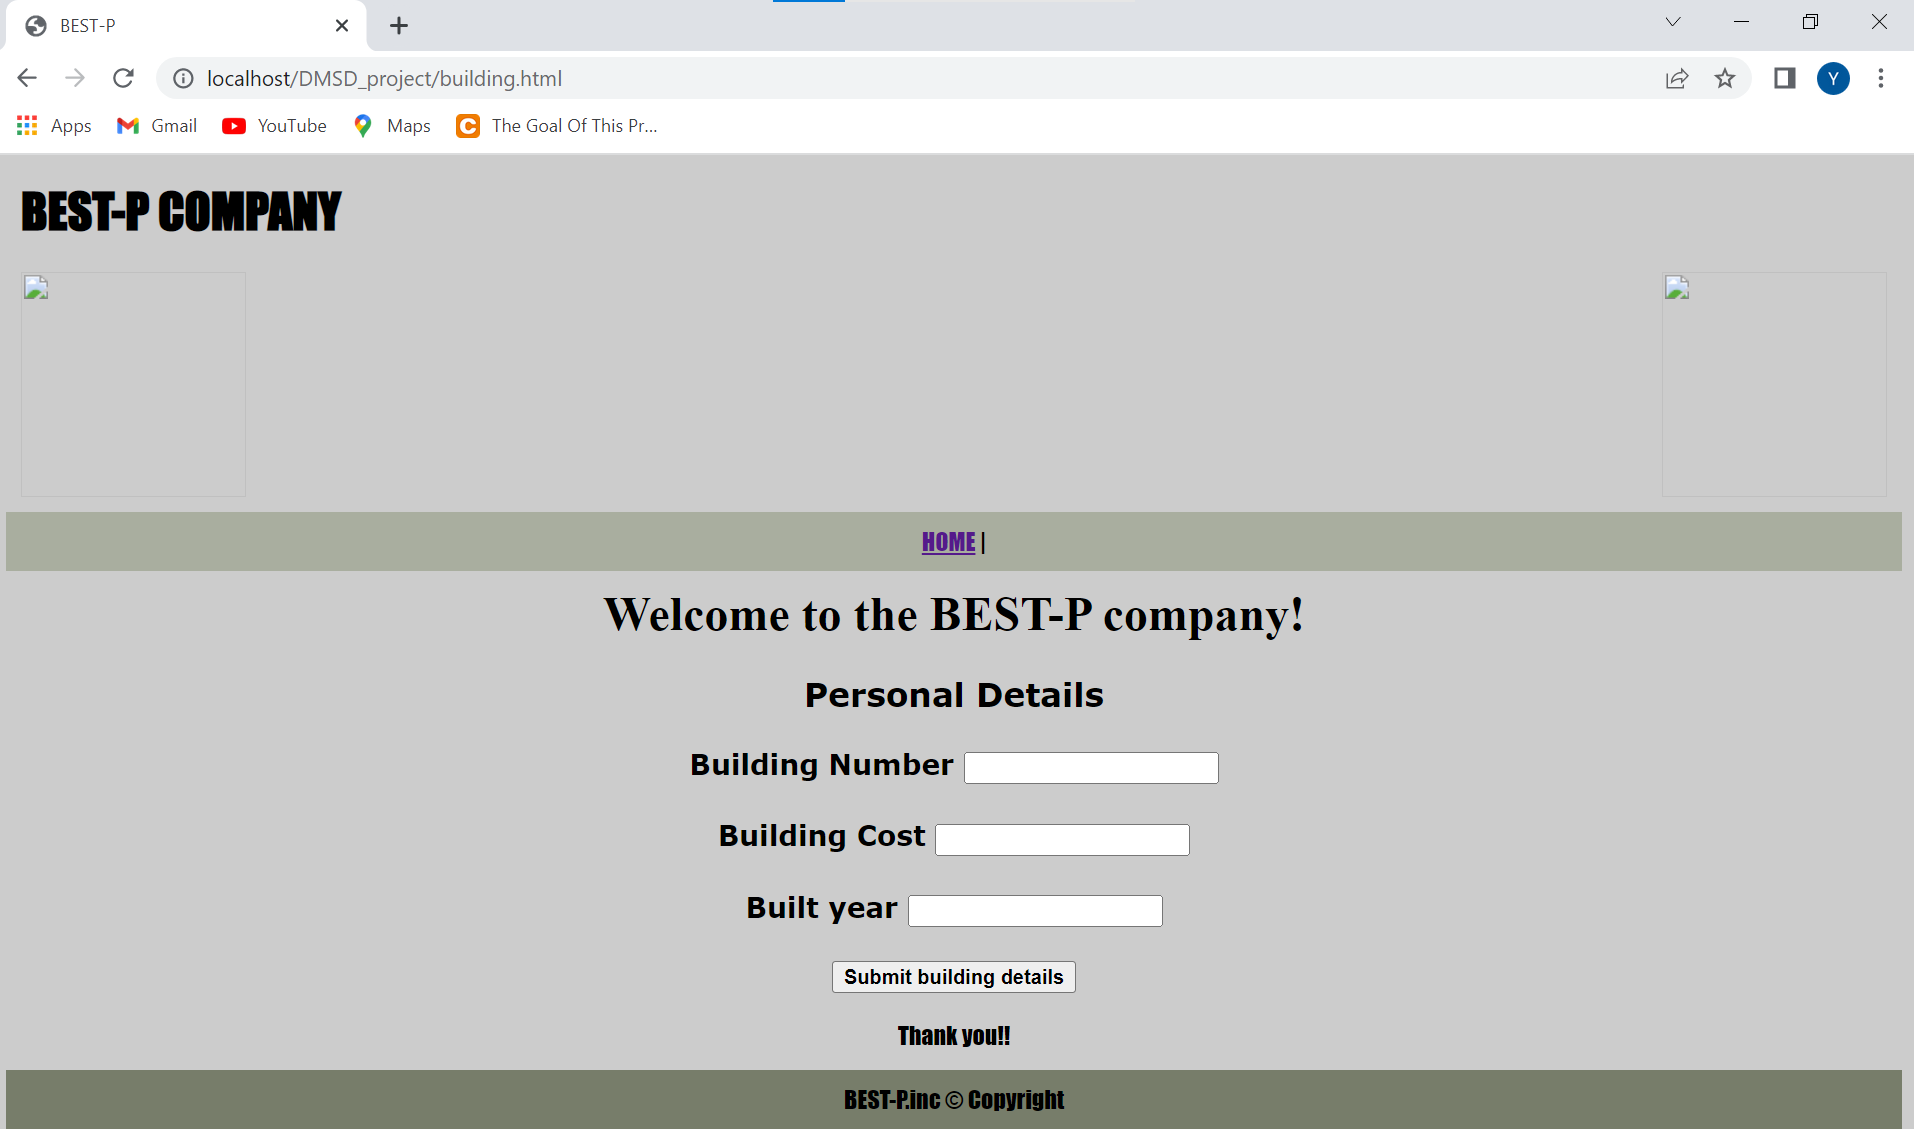 BEST-P
localhost/DMSD_project/building.html
Y
Apps Gmail YouTube Maps The Goal Of This Pr...
BEST-P COMPANY
HOME |
Welcome to the BEST-P company!
Personal Details
Building Number
Building Cost
Built year
Submit building details
Thank you!!
BEST-P.inc © Copyright